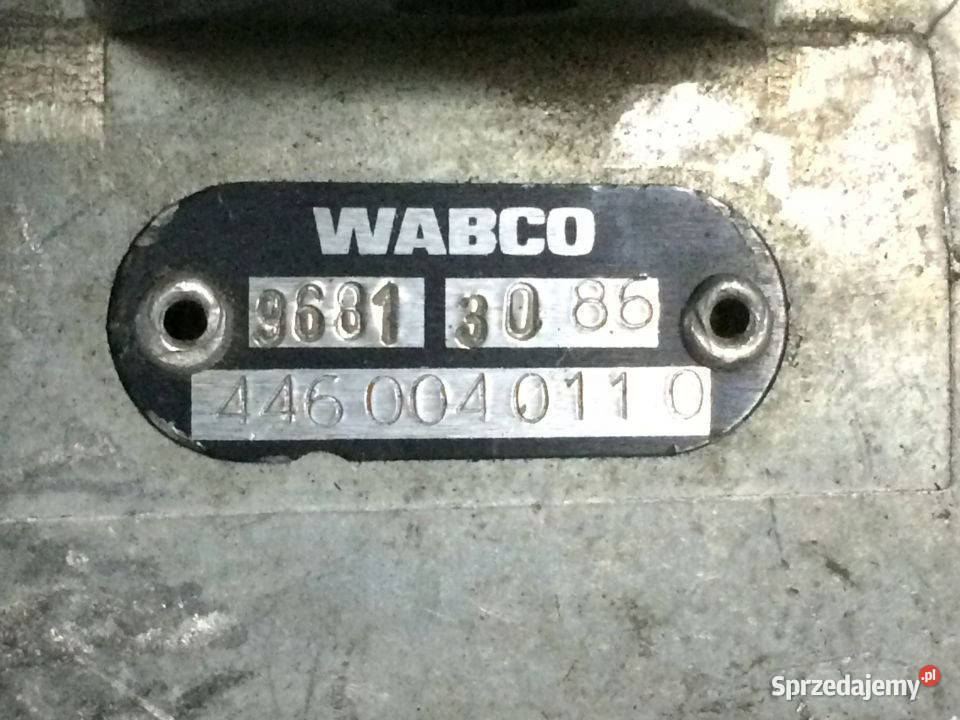 WABCO
9681 30 86
446 004 011 0
Sprzedajemy.pl